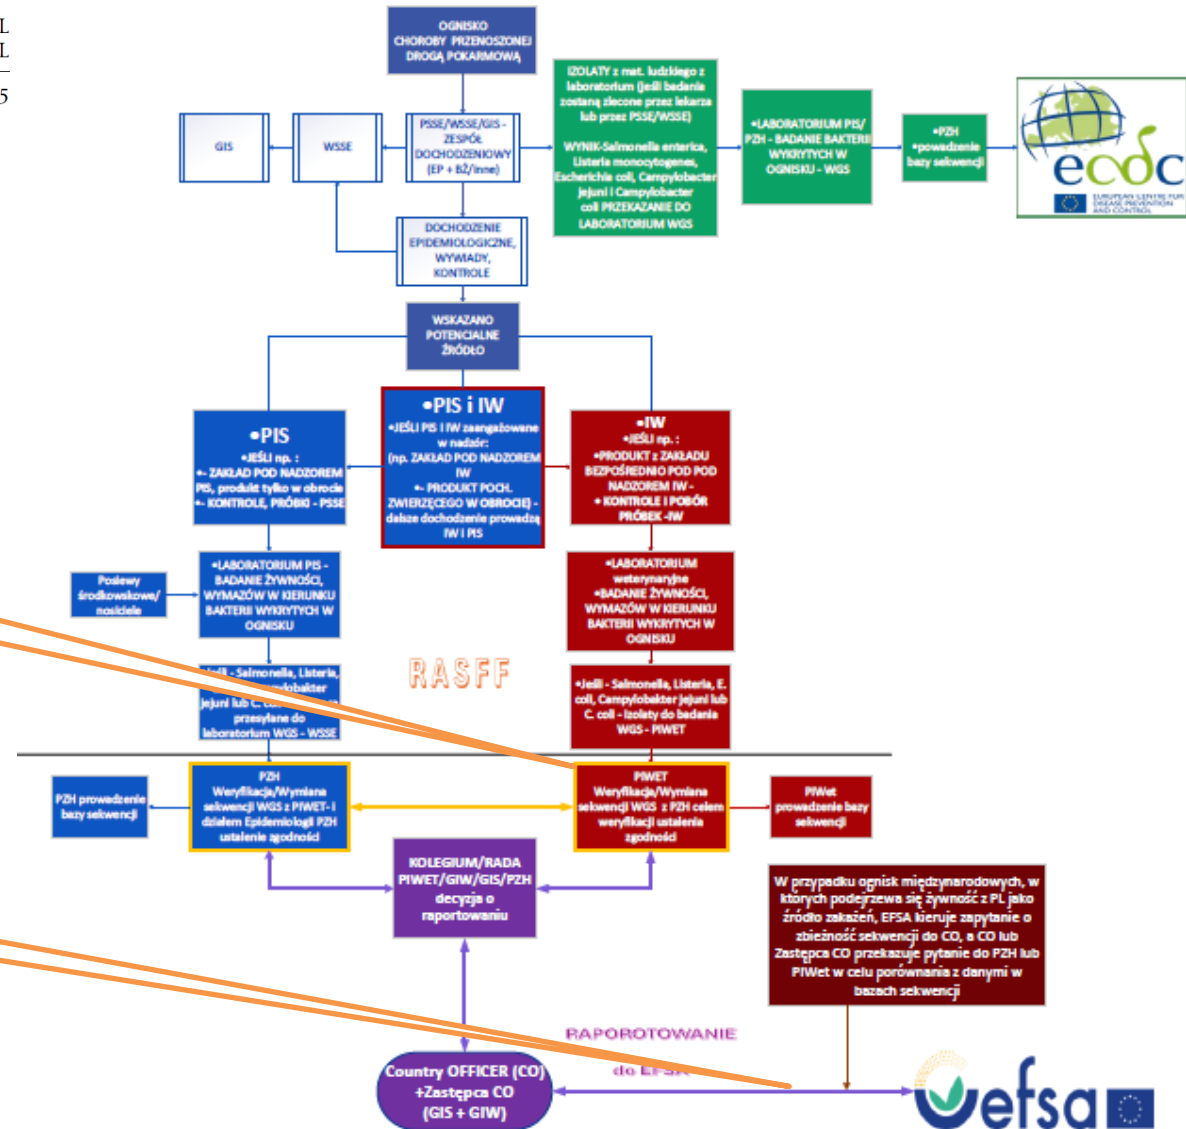 L
L
5
OGNISKO
CHOROBY PRZENOSZONEJ
DROGĄ POKARMOWĄ
GIS
WSSE
PSSE/WSSE/GIS -
ZESPÓŁ
DOCHODZENIOWY
(EP + BŻ/inne)
IZOLATY z mat. ludzkiego z
laboratorium (jeśli badania
zostaną zlecone przez lekarza
lub przez PSSE/WSSE)
WYNIK-Salmonella enterica,
Listeria monocytogenes,
Escherichia coli, Campylobacter
jejuni i Campylobacter
coli PRZEKAZANIE DO
LABORATORIUM WGS
•LABORATORIUM PIS/
PZH - BADANIE BAKTERII
WYKRYTYCH W
OGNISKU - WGS
•PZH
•powadzenie
bazy sekwencji
ecdc
EUROPEAN CENTRE FOR
DISEASE PREVENTION
AND CONTROL
DOCHODZENIE
EPIDEMIOLOGICZNE,
WYWIADY,
KONTROLE
WSKAZANO
POTENCJALNE
ŹRÓDŁO
•PIS
•JEŚLI np. :
•- ZAKŁAD POD NADZOREM
PIS, produkt tylko w obrocie
•- KONTROLE, PRÓBKI - PSSE
•PIS i IW
•JEŚLI PIS I IW zaangażowane
w nadzór:
(np. ZAKŁAD POD NADZOREM
IW
•- PRODUKT POCH.
ZWIERZĘCEGO W OBROCIE) -
dalsze dochodzenie prowadzą
IW I PIS
•IW
•JEŚLI np. :
•PRODUKT z ZAKŁADU
BEZPOŚREDNIO POD POD
NADZOREM IW -
• KONTROLE I POBÓR
PRÓBEK -IW
Posiewy
środkowskowe/
nosiciele
•LABORATORIUM PIS -
BADANIE ŻYWNOŚCI,
WYMAZÓW W KIERUNKU
BAKTERII WYKRYTYCH W
OGNISKU
•LABORATORIUM
weterynaryjne
•BADANIE ŻYWNOŚCI,
WYMAZÓW W KIERUNKU
BAKTERII WYKRYTYCH W
OGNISKU
RASFF
Jeśli - Salmonella, Listeria,
jejuni lub C.
przesyłane do
laboratorium WGS - WSSE
•Jeśli - Salmonella, Listeria, E.
coli, Campylobakter jejuni lub
C. coli - izolaty do badania
WGS - PIWET
PZH prowadzenie
bazy sekwencji
PZH
Weryfikacja/Wymiana
sekwencji WGS z PIWET- i
działem Epidemiologii PZH
ustalenie zgodności
PIWET
Weryfikacja/Wymiana
sekwencji WGS z PZH celem
weryfikacji ustalenia
zgodności
PIWet
prowadzenie bazy
sekwencji
KOLEGIUM/RADA
PIWET/GIW/GIS/PZH
decyzja o
raportowaniu
W przypadku ognisk międzynarodowych, w
których podejrzewa się żywność z PL jako
źródło zakażeń, EFSA kieruje zapytanie o
zbieżność sekwencji do CO, a CO lub
Zastępca CO przekazuje pytanie do PZH lub
PIWet w celu porównania z danymi w
bazach sekwencji
RAPOROTOWANIE
do EFSA
Country OFFICER (CO)
+Zastępca CO
(GIS + GIW)
efsa